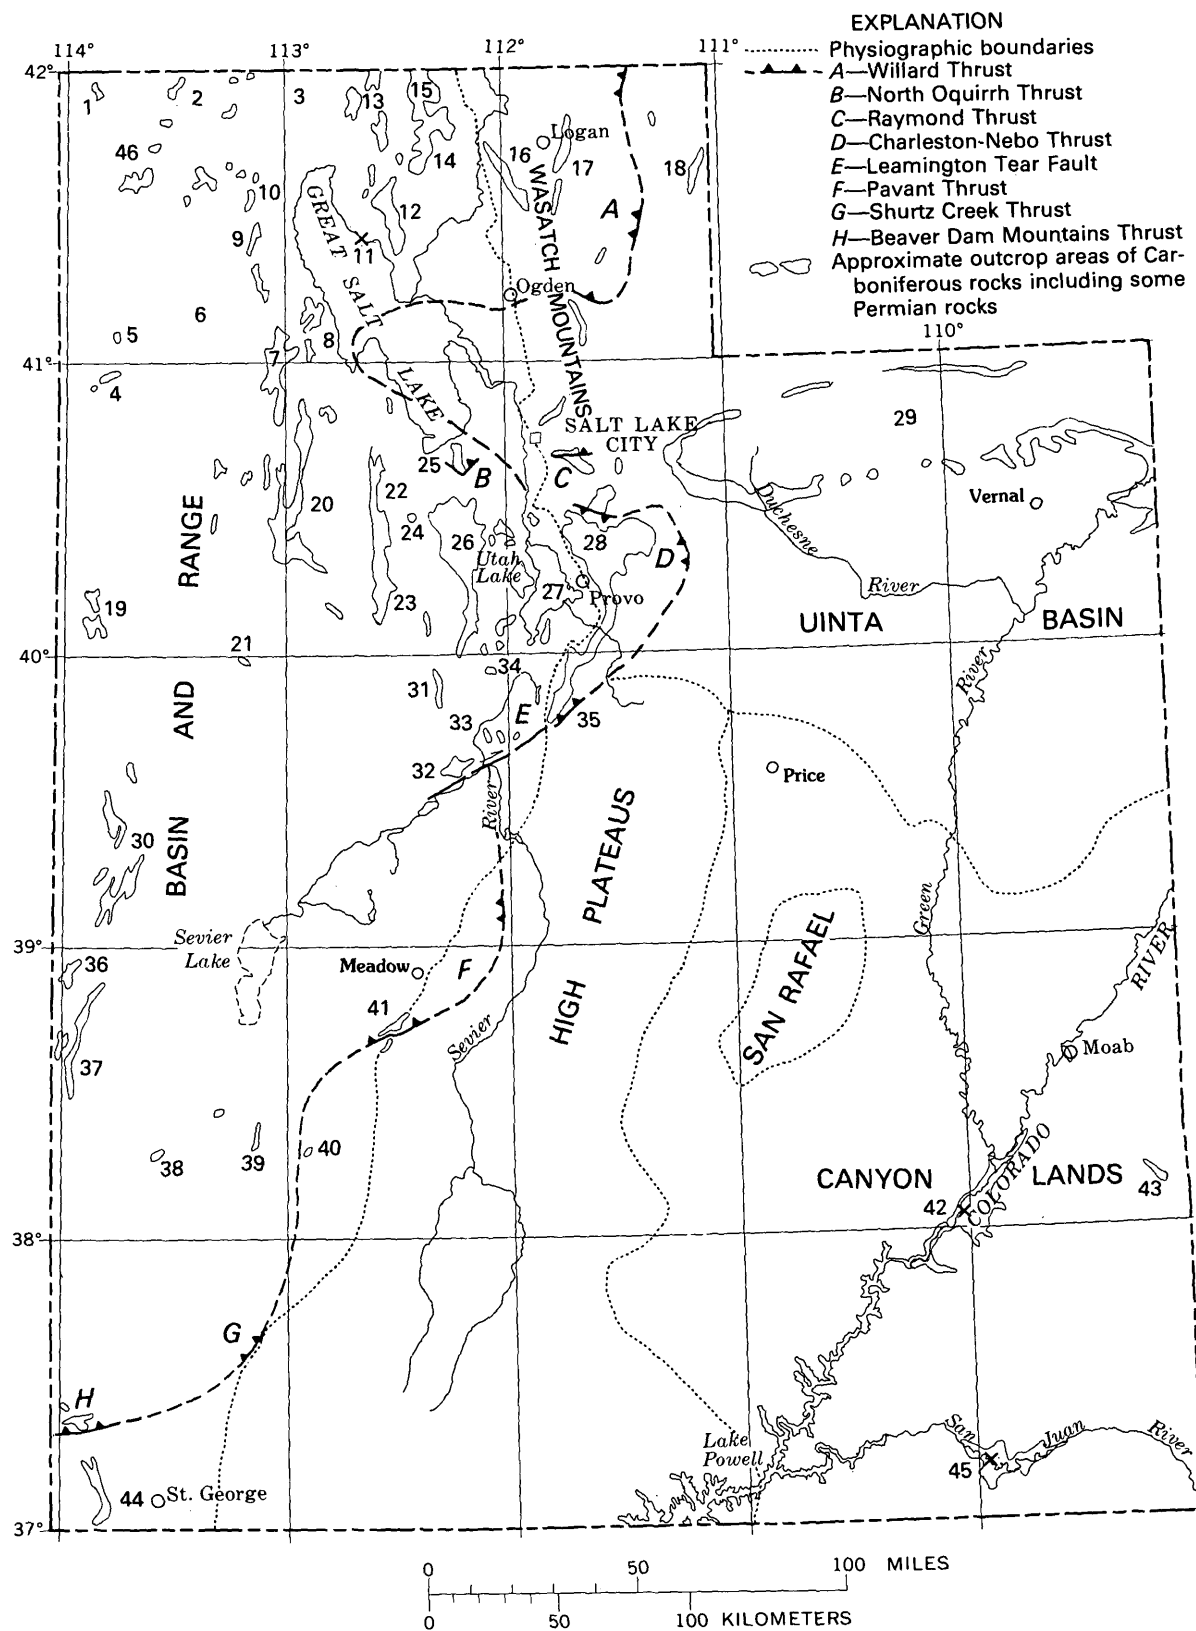 EXPLANATION
Physiographic boundaries
A—Willard Thrust
B—North Oquirrh Thrust
C—Raymond Thrust
D—Charleston-Nebo Thrust
E—Leamington Tear Fault
F—Pavant Thrust
G—Shurtz Creek Thrust
H—Beaver Dam Mountains Thrust
Approximate outcrop areas of Car-
boniferous rocks including some
Permian rocks
114°
113°
112°
111°
110°
42°
41°
40°
39°
38°
37°
1
2
3
13
15
46
14
16
Logan
17
18
10
12
A
9
11
GREAT SALT LAKE
WASATCH MOUNTAINS
Ogden
6
5
7
8
4
SALT LAKE
CITY
29
25
B
C
20
22
24
26
28
D
Duchesne
River
Vernal
Utah
Lake
27
Provo
23
19
21
UINTA BASIN
34
31
33
E
35
32
River
River
Price
30
BASIN AND RANGE
HIGH PLATEAUS
Green
SAN RAFAEL
Sevier
Lake
36
Meadow
F
41
Sevier
37
RIVER
Moab
38
39
40
CANYON LANDS
COLORADO
42
43
G
H
Lake
Powell
San Juan River
45
44
St. George
0 50 100 MILES
0 50 100 KILOMETERS